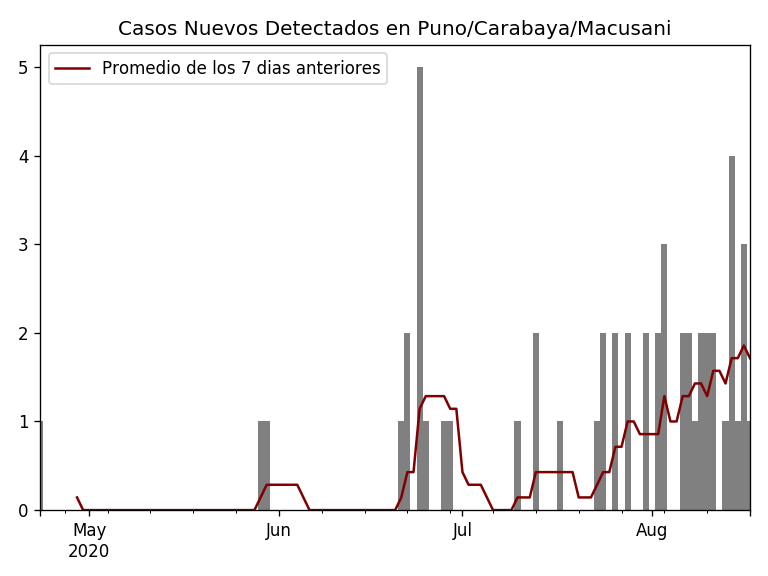 Casos Nuevos Detectados en Puno/Carabaya/Macusani
Promedio de los 7 dias anteriores
5
4
3
2
1
0
May Jun Jul Aug
2020